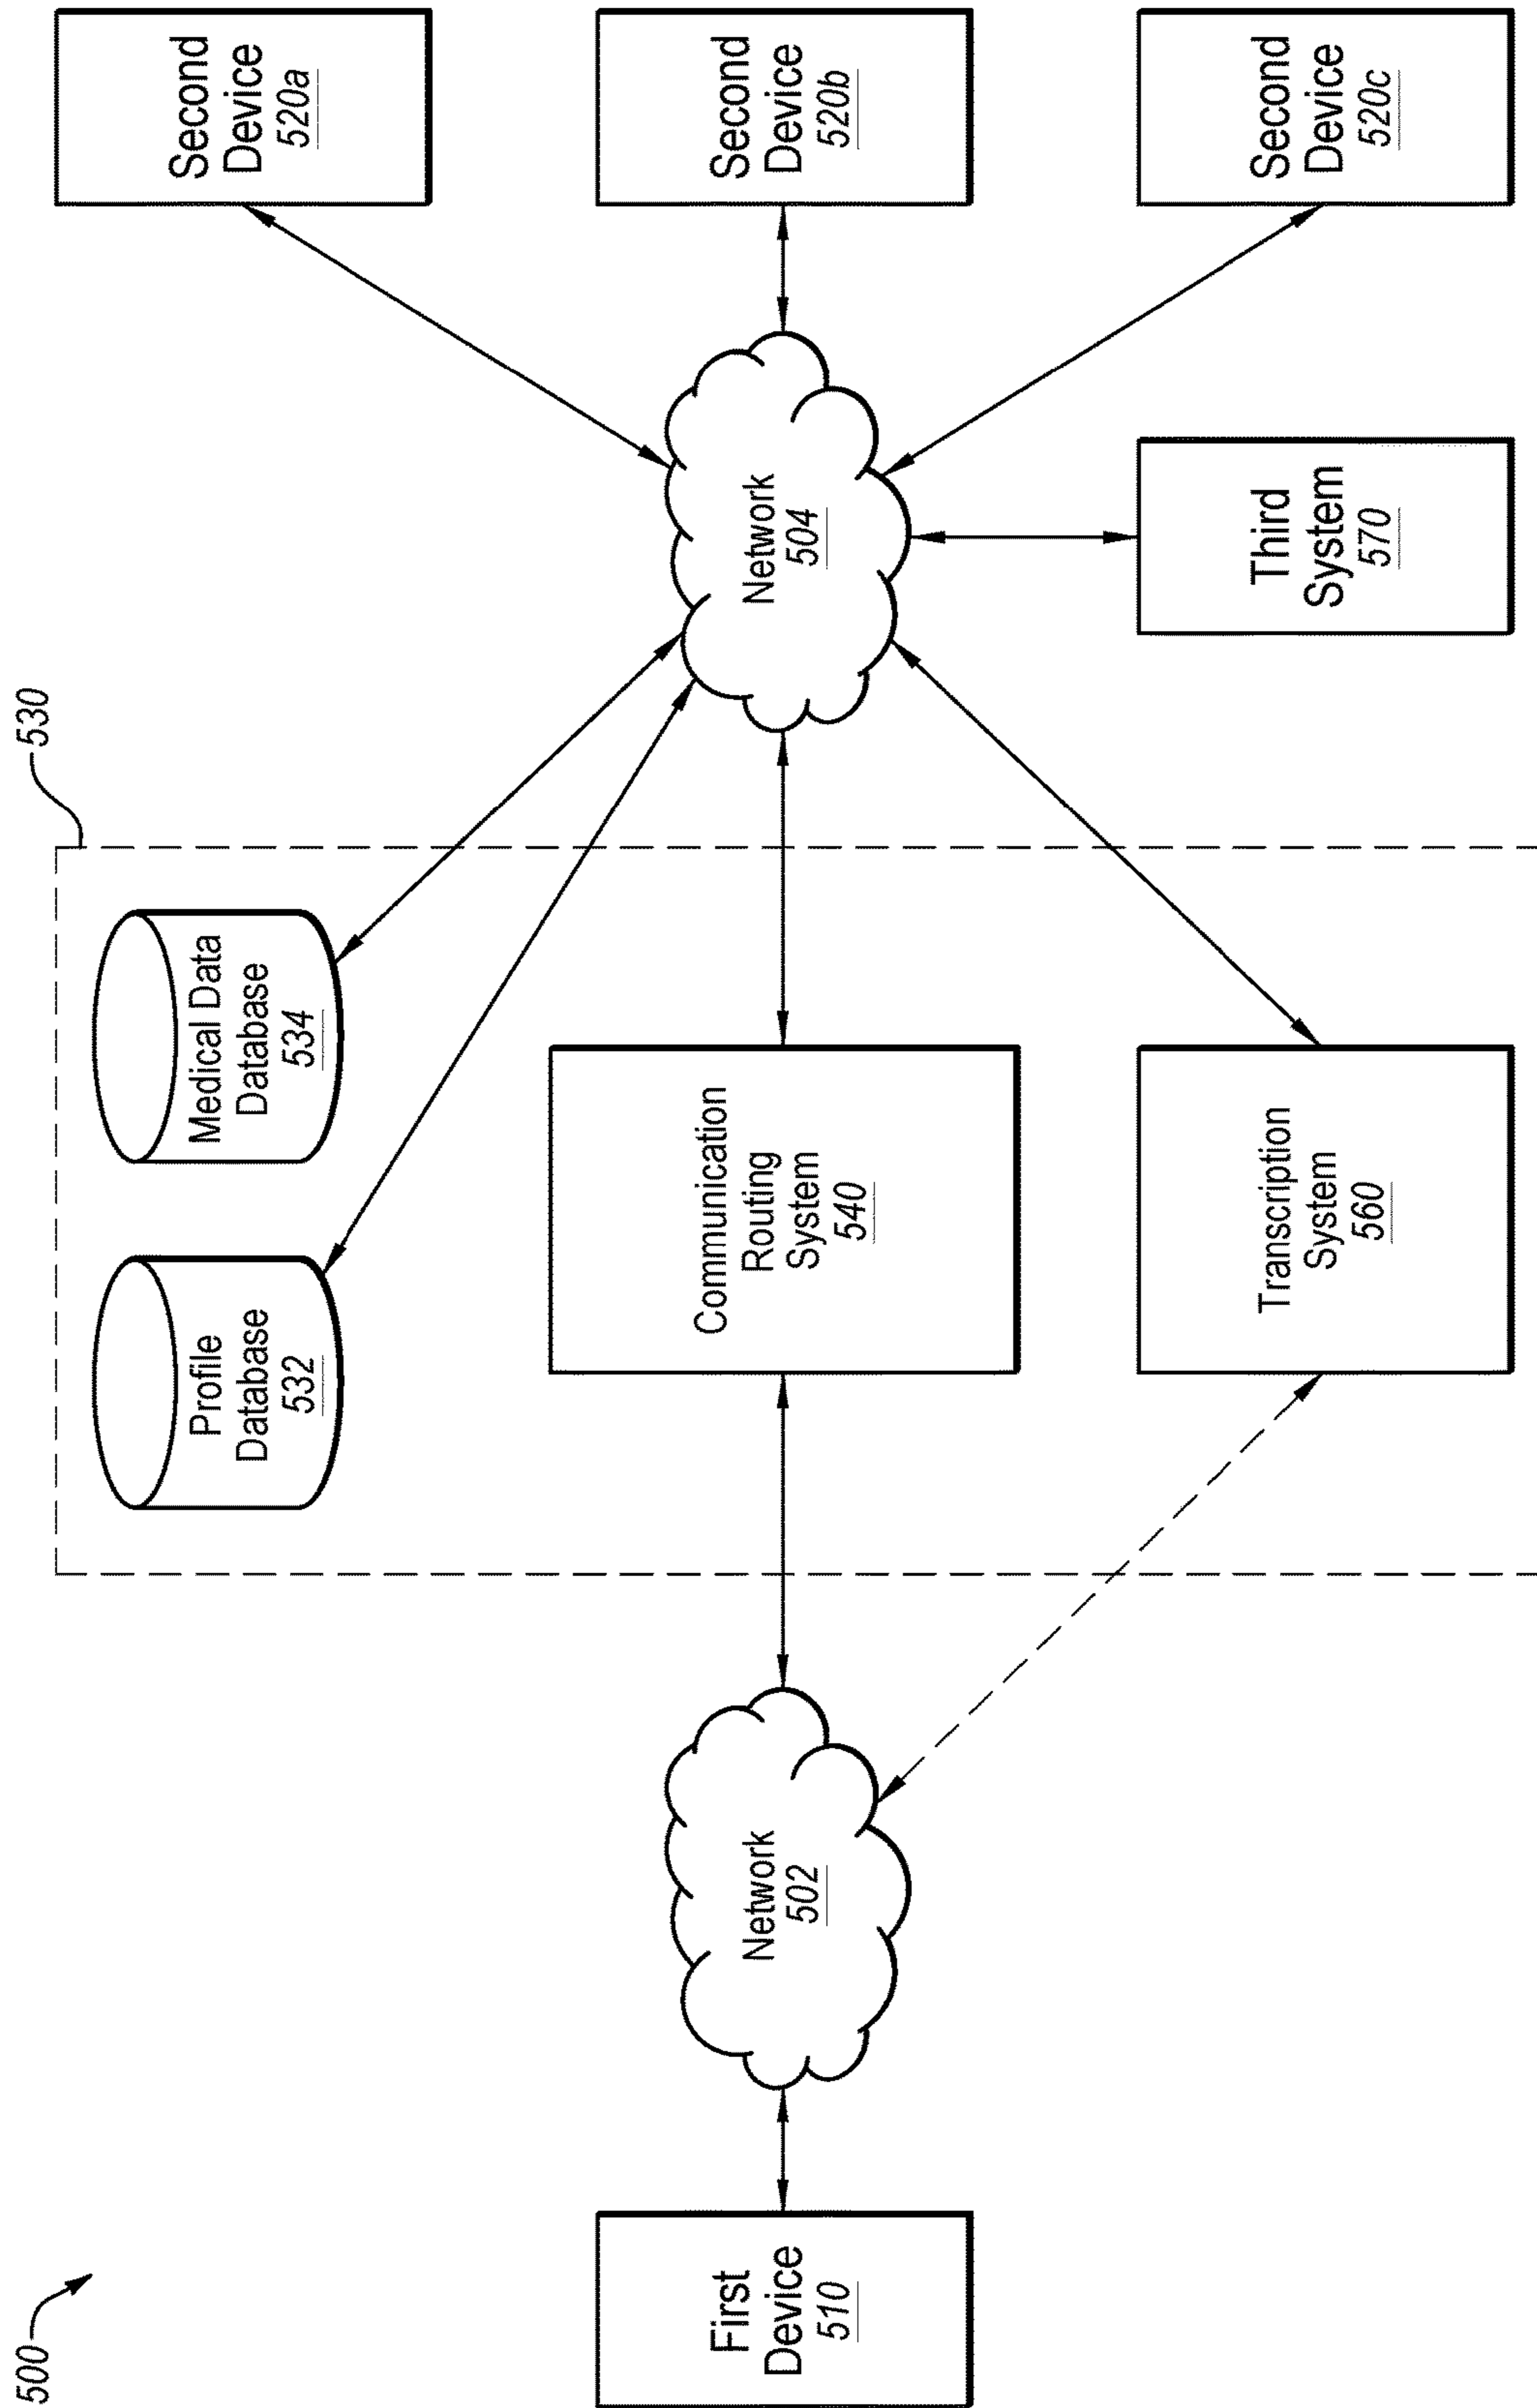 500
530
Profile
Database
532
Medical Data
Database
534
Second
Device
520a
First
Device
510
Network
502
Communication
Routing
System
540
Network
504
Second
Device
520b
Transcription
System
560
Third
System
570
Second
Device
520c